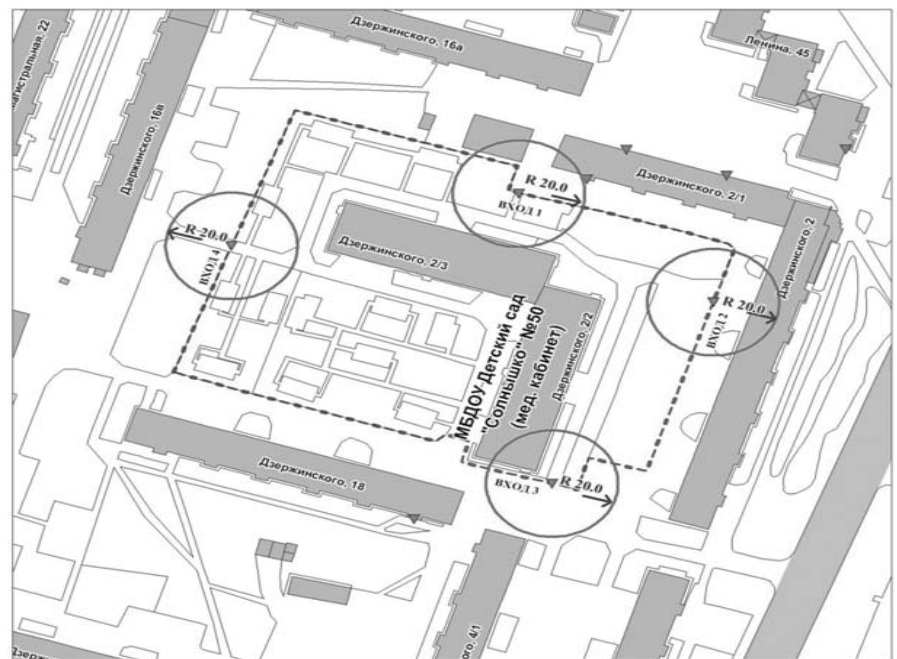 Дзержинского, 16а
Ленина, 45
Магистральная, 22
Дзержинского, 16в
R 20.0
ВХОД 1
Дзержинского, 2/1
R 20.0
ВХОД 4
Дзержинского, 2/3
Дзержинского, 2
R 20.0
ВХОД 2
МБДОУ Детский сад
"Солнышко" №50
(мед. кабинет)
Дзержинского, 2/2
ВХОД 3
R 20.0
Дзержинского, 18
4/1